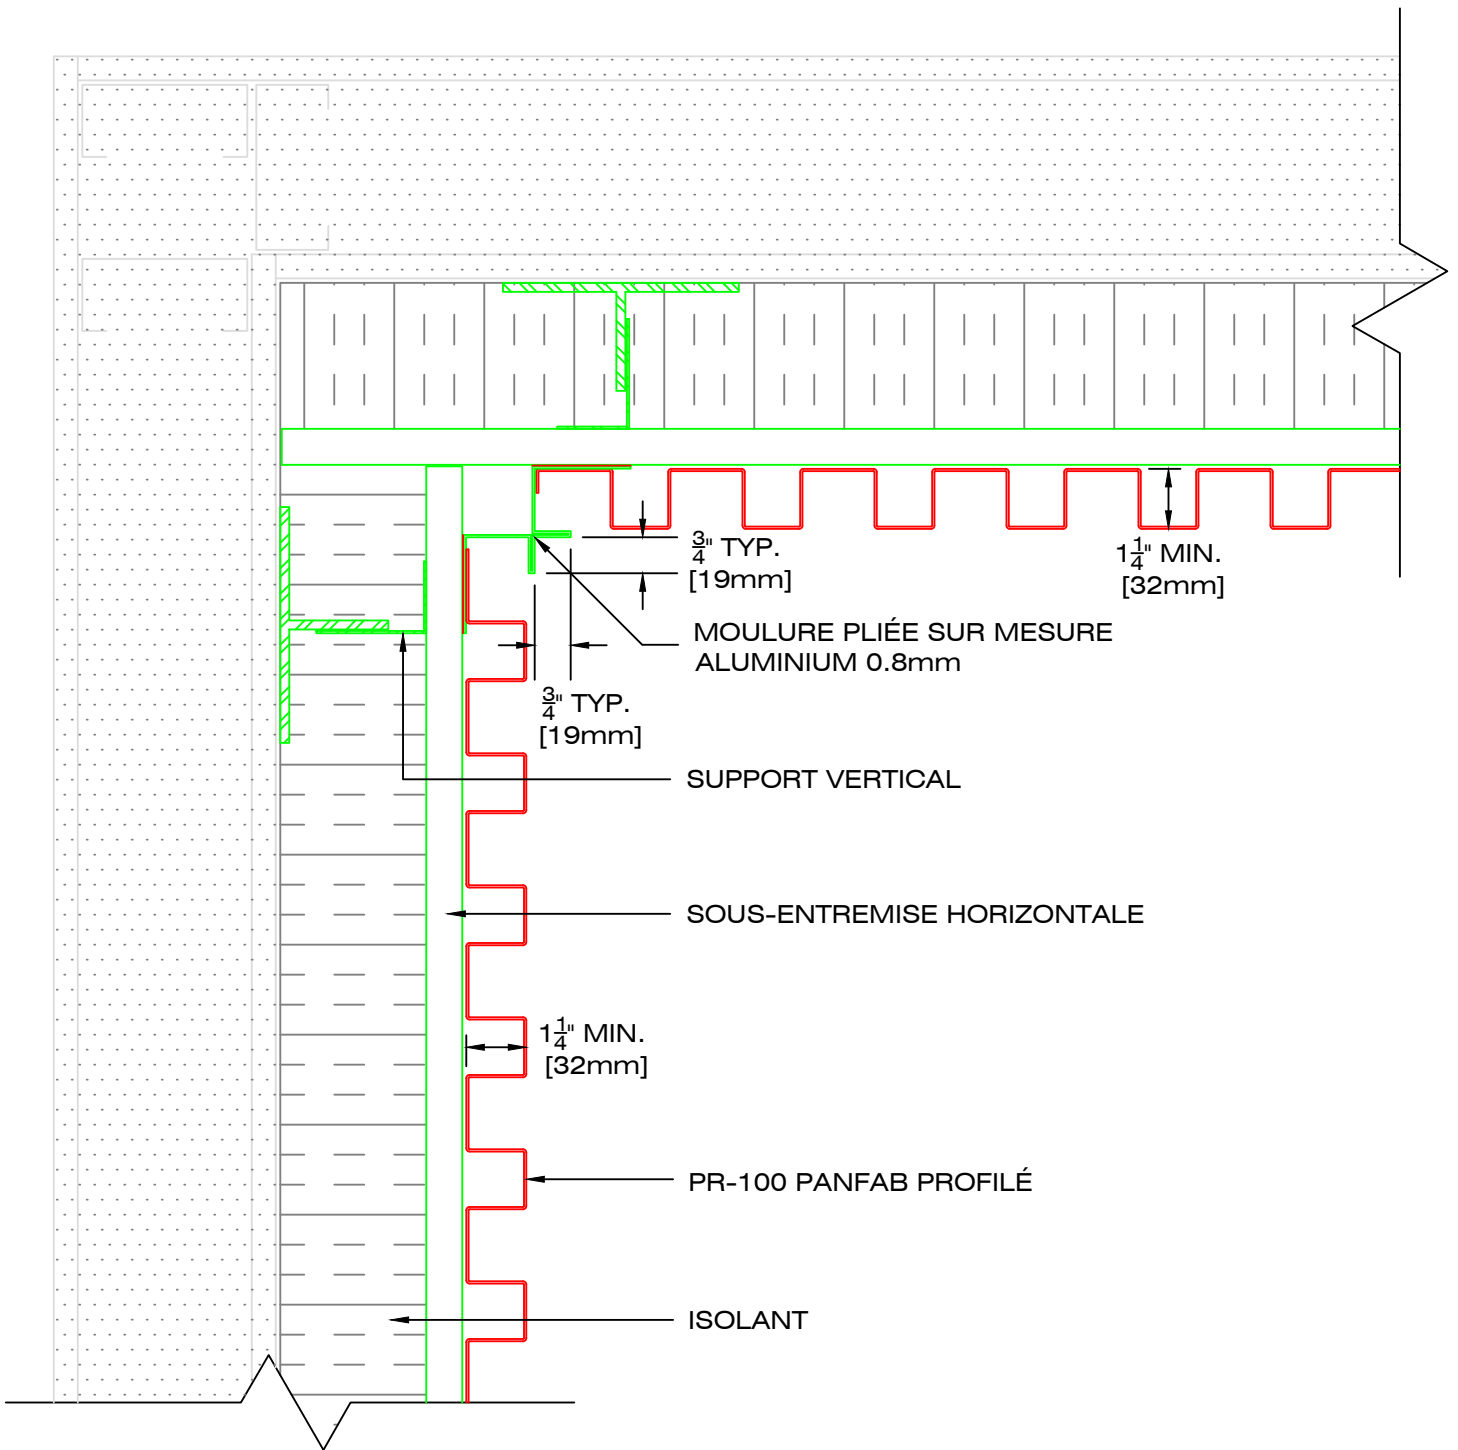 3/4" TYP.
[19mm]
1 1/4" MIN.
[32mm]
MOULURE PLIÉE SUR MESURE
ALUMINIUM 0.8mm
3/4" TYP.
[19mm]
SUPPORT VERTICAL
SOUS-ENTREMISE HORIZONTALE
1 1/4" MIN.
[32mm]
PR-100 PANFAB PROFILÉ
ISOLANT